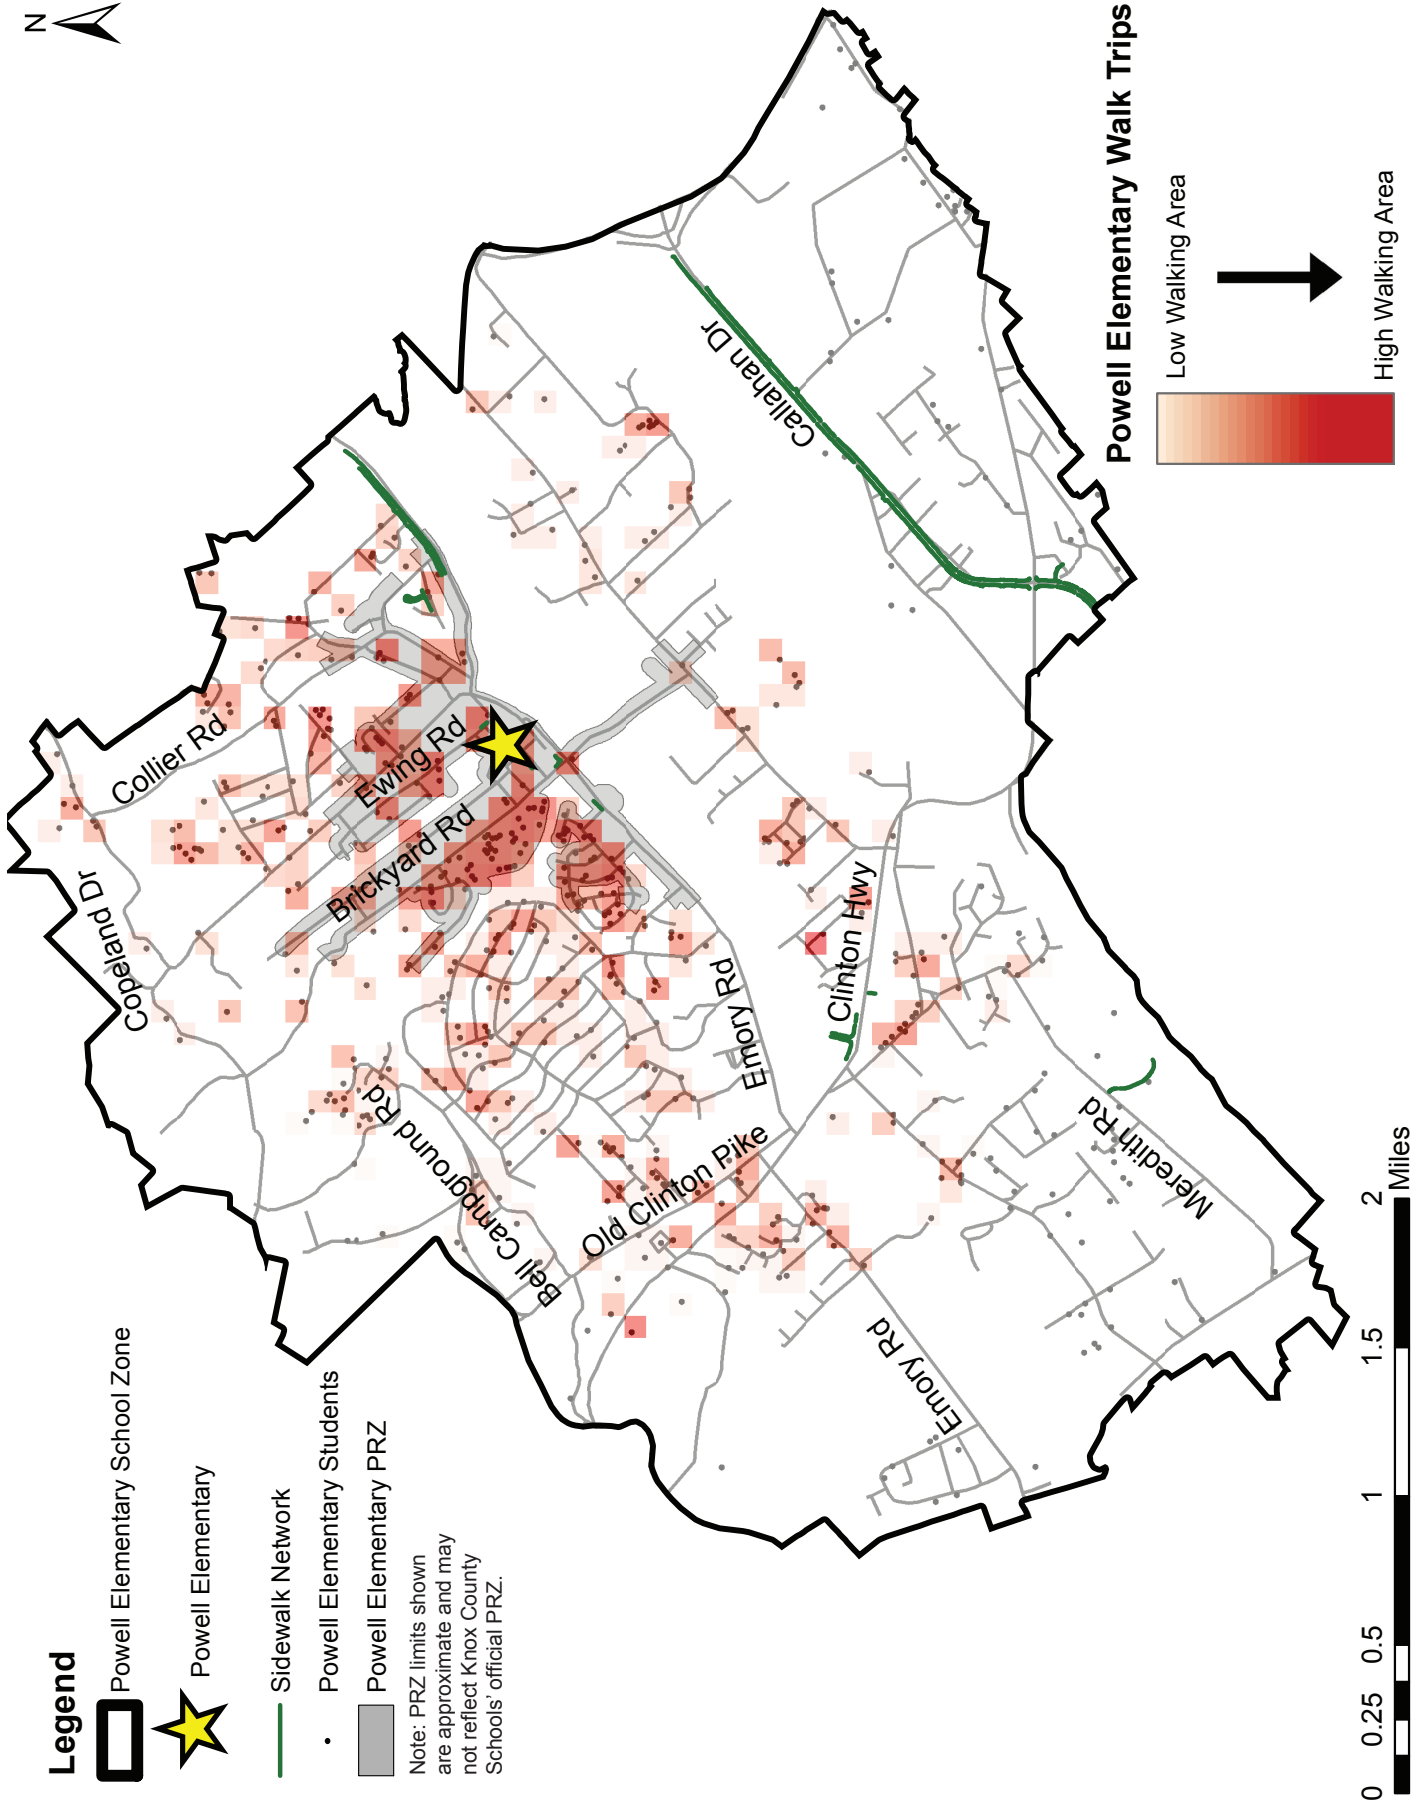 Legend
Powell Elementary School Zone
Powell Elementary
Sidewalk Network
Powell Elementary Students
Powell Elementary PRZ
Note: PRZ limits shown
are approximate and may
not reflect Knox County
Schools' official PRZ.
N
Copeland Dr
Collier Rd
Ewing Rd
Brickyard Rd
Bell Campground Rd
Old Clinton Pike
Emory Rd
Clinton Hwy
Callahan Dr
Emory Rd
Meredith Rd
Powell Elementary Walk Trips
Low Walking Area
High Walking Area
0 0.25 0.5 1 1.5 2
Miles